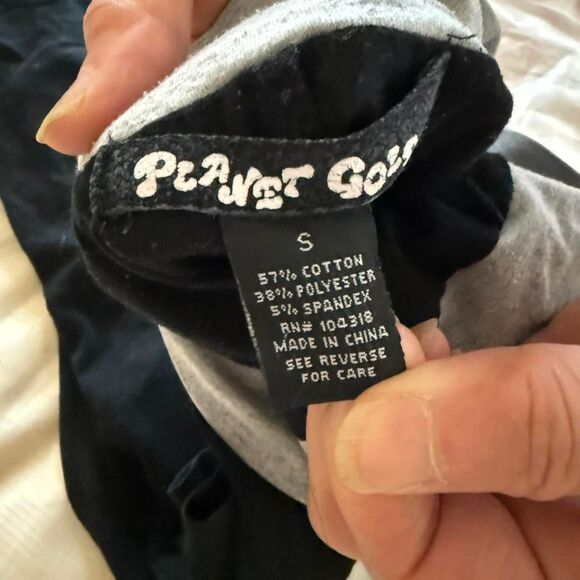 PLANET GOLD
S
57% COTTON
38% POLYESTER
5% SPANDEX
RN# 104318
MADE IN CHINA
SEE REVERSE
FOR CARE